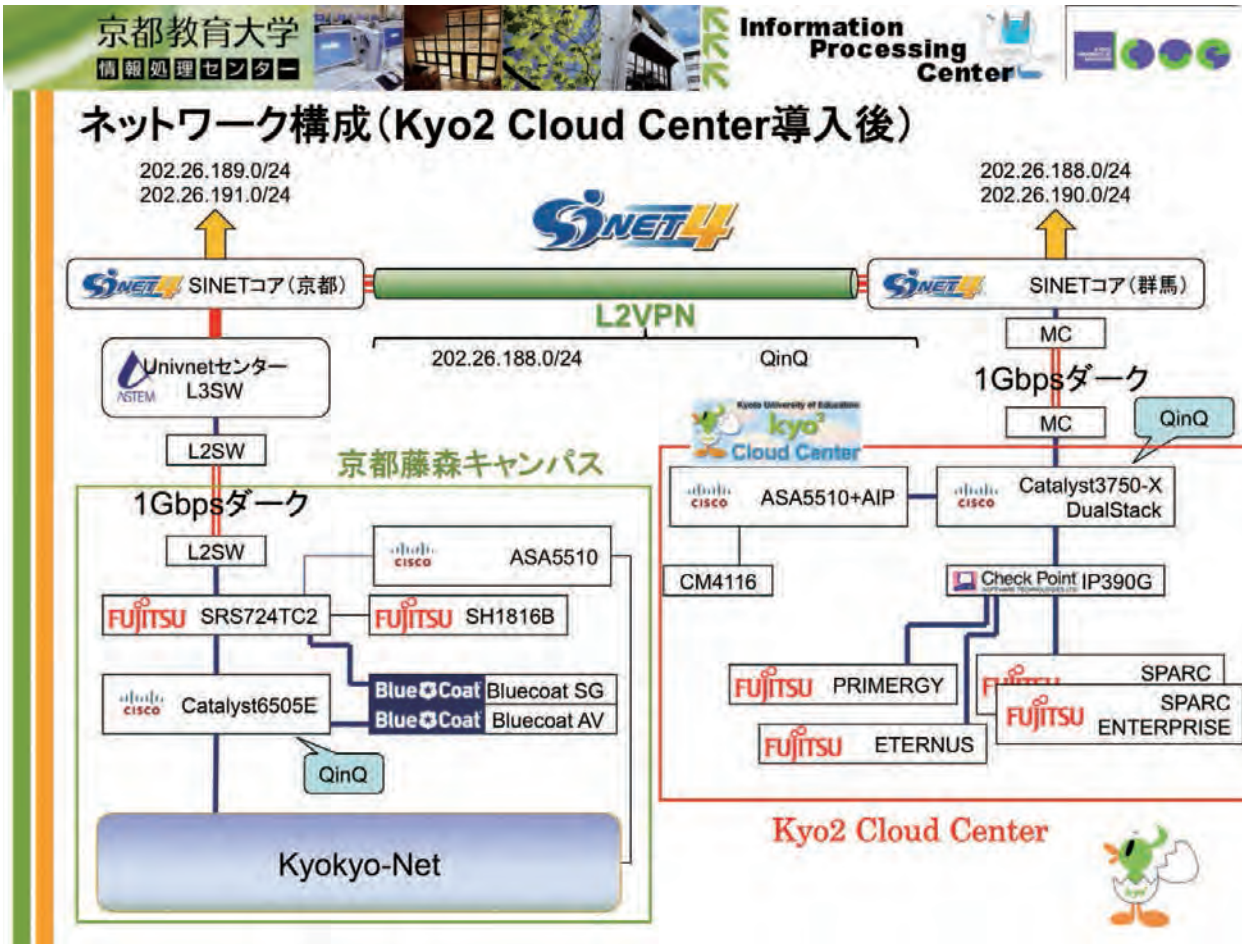 京都教育大学
情報処理センター
Information
Processing
Center
ネットワーク構成(Kyo2 Cloud Center導入後)
202.26.189.0/24
202.26.191.0/24
SINET4
202.26.188.0/24
202.26.190.0/24
SINET4 SINETコア(京都)
SINET4 SINETコア(群馬)
L2VPN
202.26.188.0/24 QinQ
ASTEM
Univnetセンター
L3SW
L2SW
1Gbpsダーク
L2SW
京都藤森キャンパス
CISCO ASA5510
FUJITSU SRS724TC2
FUJITSU SH1816B
CISCO Catalyst6505E
Blue Coat Bluecoat SG
Blue Coat Bluecoat AV
QinQ
Kyokyo-Net
MC
1Gbpsダーク
MC
QinQ
Kyoto University of Education
kyo²
Cloud Center
CISCO ASA5510+AIP
CISCO Catalyst3750-X
DualStack
CM4116
Check Point IP390G
SOFTWARE TECHNOLOGIES LTD.
FUJITSU PRIMERGY
FUJITSU ETERNUS
SPARC
FUJITSU SPARC
ENTERPRISE
Kyo2 Cloud Center
kyo²